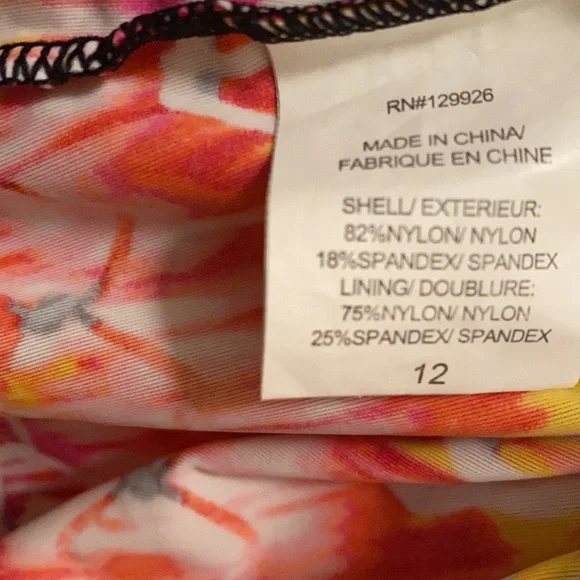 RN#129926
MADE IN CHINA/
FABRIQUE EN CHINE
SHELL/ EXTERIEUR:
82%NYLON/ NYLON
18%SPANDEX/ SPANDEX
LINING/ DOUBLURE:
75%NYLON/ NYLON
25%SPANDEX/ SPANDEX
12